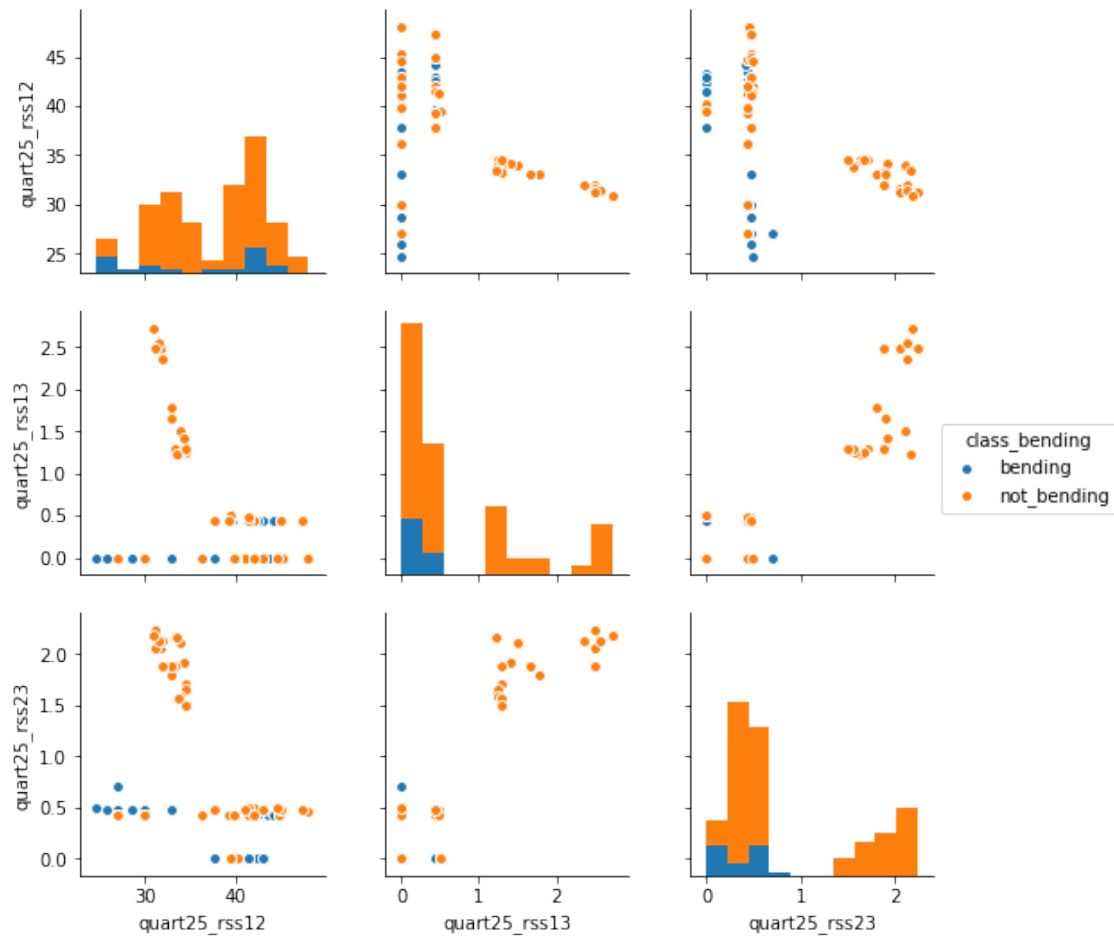 quart25_rss12
45
40
35
30
25
quart25_rss13
2.5
2.0
1.5
1.0
0.5
0.0
class_bending
bending
not_bending
quart25_rss23
2.0
1.5
1.0
0.5
0.0
30 40
0 1 2
0 1 2
quart25_rss12 quart25_rss13 quart25_rss23